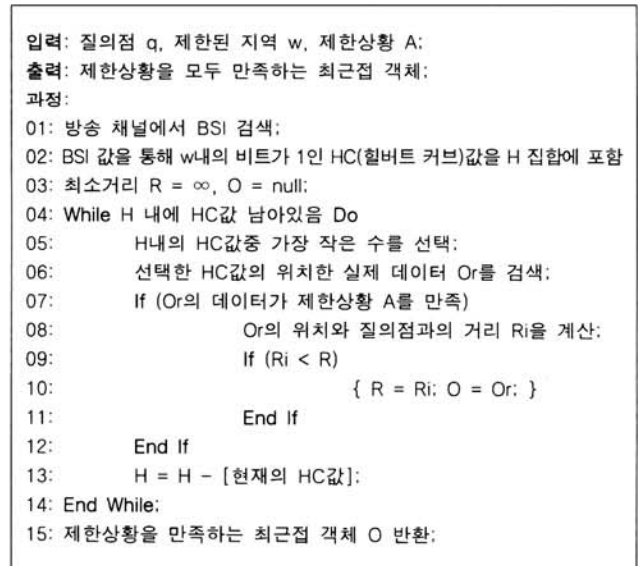 입력: 질의점 q, 제한된 지역 w, 제한상황 A;
출력: 제한상황을 모두 만족하는 최근접 객체;
과정:
01: 방송 채널에서 BSI 검색;
02: BSI 값을 통해 w내의 비트가 1인 HC(힐버트 커브)값을 H 집합에 포함
03: 최소거리 R = ∞, O = null;
04: While H 내에 HC값 남아있음 Do
05: H내의 HC값중 가장 작은 수를 선택;
06: 선택한 HC값의 위치한 실제 데이터 Or를 검색;
07: If (Or의 데이터가 제한상황 A를 만족)
08: Or의 위치와 질의점과의 거리 Ri을 계산;
09: If (Ri < R)
10: { R = Ri; O = Or; }
11: End If
12: End If
13: H = H - [현재의 HC값];
14: End While;
15: 제한상황을 만족하는 최근접 객체 O 반환;